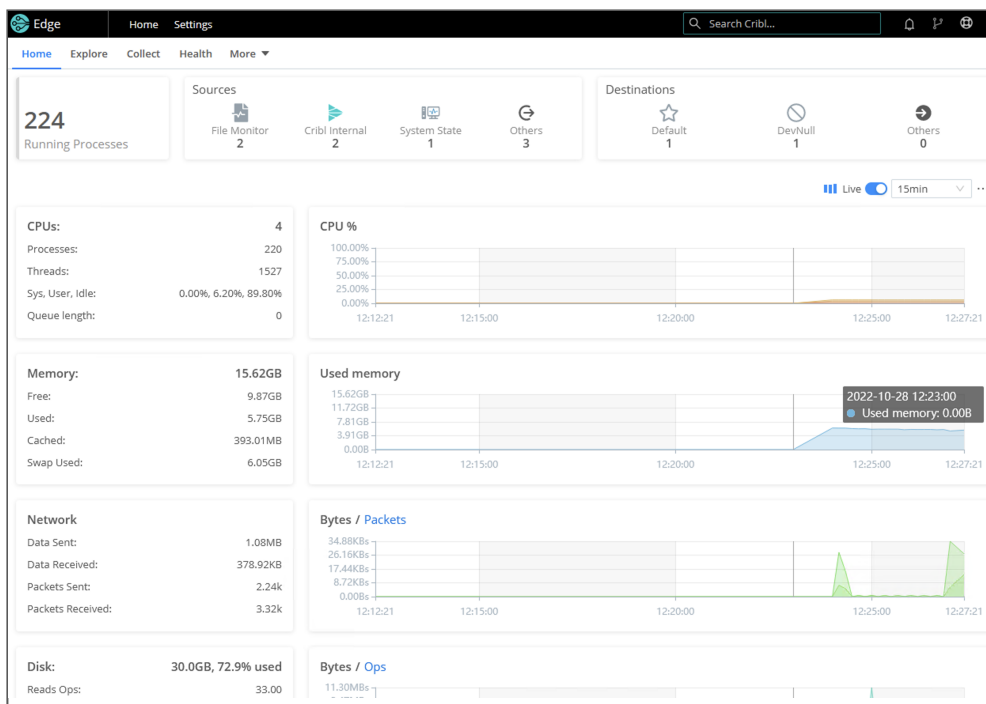 Edge Home Settings Search Cribl...
Home Explore Collect Health More
224
Running Processes
Sources
File Monitor Cribl Internal System State Others
2 2 1 3
Destinations
Default DevNull Others
1 1 0
Live 15min
CPUs: 4
Processes: 220
Threads: 1527
Sys, User, Idle: 0.00%, 6.20%, 89.80%
Queue length: 0
CPU %
100.00%
75.00%
50.00%
25.00%
0.00%
12:12:21 12:15:00 12:20:00 12:25:00 12:27:21
Memory: 15.62GB
Free: 9.87GB
Used: 5.75GB
Cached: 393.01MB
Swap Used: 6.05GB
Used memory
15.62GB
11.72GB
7.81GB
3.91GB
0.00B
2022-10-28 12:23:00
Used memory: 0.00B
12:12:21 12:15:00 12:20:00 12:25:00 12:27:21
Network
Data Sent: 1.08MB
Data Received: 378.92KB
Packets Sent: 2.24k
Packets Received: 3.32k
Bytes / Packets
34.88KBs
26.16KBs
17.44KBs
8.72KBs
0.00Bs
12:12:21 12:15:00 12:20:00 12:25:00 12:27:21
Disk: 30.0GB, 72.9% used
Reads Ops: 33.00
Bytes / Ops
11.30MBs